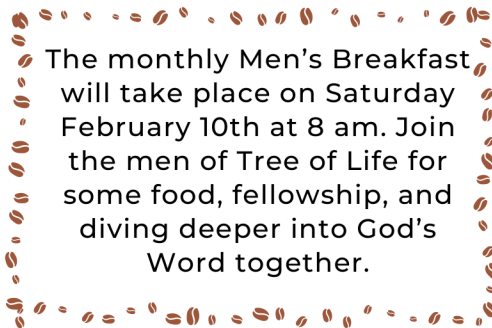 The monthly Men’s Breakfast
will take place on Saturday
February 10th at 8 am. Join
the men of Tree of Life for
some food, fellowship, and
diving deeper into God’s
Word together.